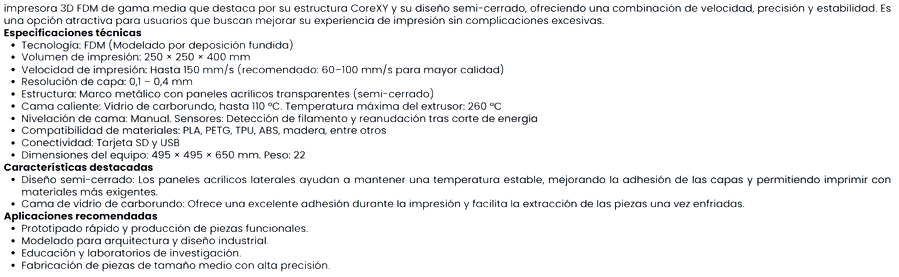 impresora 3D FDM de gama media que destaca por su estructura CoreXY y su diseño semi-cerrado, ofreciendo una combinación de velocidad, precisión y estabilidad. Es
una opción atractiva para usuarios que buscan mejorar su experiencia de impresión sin complicaciones excesivas.
Especificaciones técnicas
• Tecnología: FDM (Modelado por deposición fundida)
• Volumen de impresión: 250 × 250 × 400 mm
• Velocidad de impresión: Hasta 150 mm/s (recomendado: 60–100 mm/s para mayor calidad)
• Resolución de capa: 0,1 – 0,4 mm
• Estructura: Marco metálico con paneles acrílicos transparentes (semi-cerrado)
• Cama caliente: Vidrio de carborundo, hasta 110 °C. Temperatura máxima del extrusor: 260 °C
• Nivelación de cama: Manual. Sensores: Detección de filamento y reanudación tras corte de energía
• Compatibilidad de materiales: PLA, PETG, TPU, ABS, madera, entre otros
• Conectividad: Tarjeta SD y USB
• Dimensiones del equipo: 495 × 495 × 650 mm. Peso: 22
Características destacadas
• Diseño semi-cerrado: Los paneles acrílicos laterales ayudan a mantener una temperatura estable, mejorando la adhesión de las capas y permitiendo imprimir con
materiales más exigentes.
• Cama de vidrio de carborundo: Ofrece una excelente adhesión durante la impresión y facilita la extracción de las piezas una vez enfriadas.
Aplicaciones recomendadas
• Prototipado rápido y producción de piezas funcionales.
• Modelado para arquitectura y diseño industrial.
• Educación y laboratorios de investigación.
• Fabricación de piezas de tamaño medio con alta precisión.